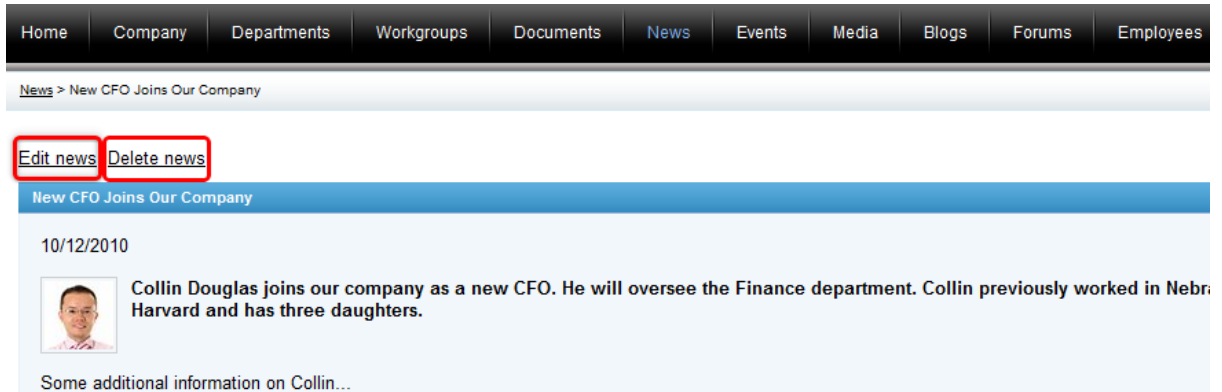 Home Company Departments Workgroups Documents News Events Media Blogs Forums Employees
News > New CFO Joins Our Company
Edit news Delete news
New CFO Joins Our Company
10/12/2010
Collin Douglas joins our company as a new CFO. He will oversee the Finance department. Collin previously worked in
Harvard and has three daughters.
Some additional information on Collin...